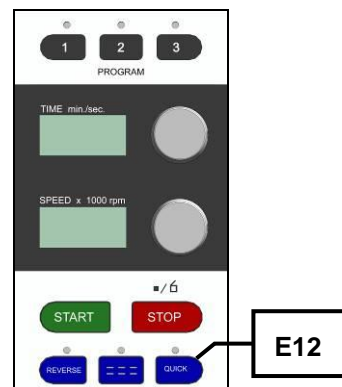 1 2 3
PROGRAM
TIME min./sec.
SPEED x 1000 rpm
START STOP
REVERSE QUICK
E12